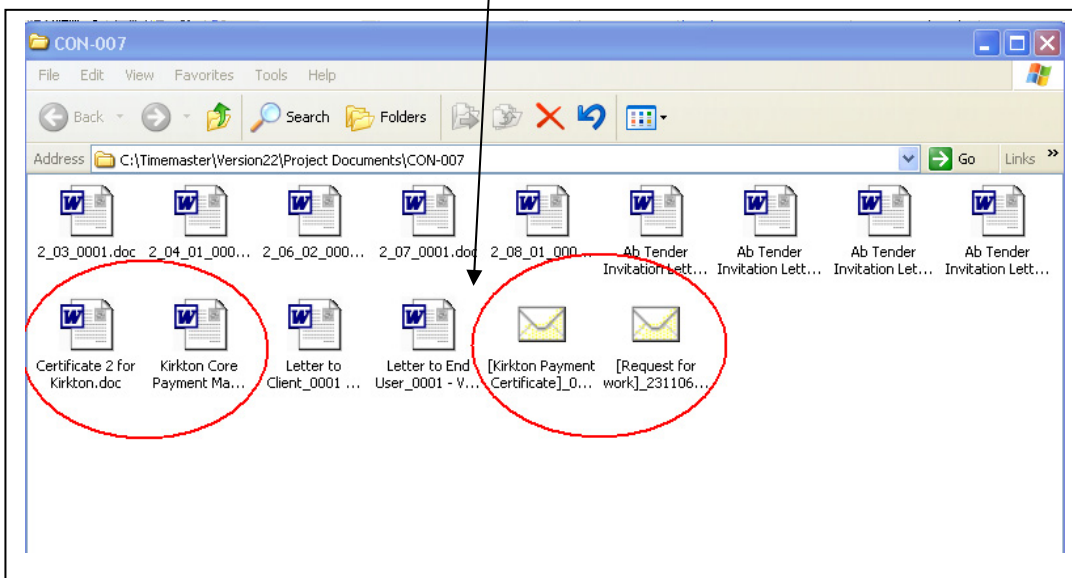 CON-007
File Edit View Favorites Tools Help
Back Search Folders
Address C:\Timemaster\Version22\Project Documents\CON-007 Go Links »
2_03_0001.doc 2_04_01_000... 2_06_02_000... 2_07_0001.doc 2_08_01_000... Ab Tender Ab Tender Ab Tender Ab Tender
Invitation Lett... Invitation Lett... Invitation Let... Invitation Lett...
Certificate 2 for Kirkton Core Letter to Letter to End [Kirkton Payment [Request for
Kirkton.doc Payment Ma... Client_0001 ... User_0001 - V... Certificate]_0... work]_231106...